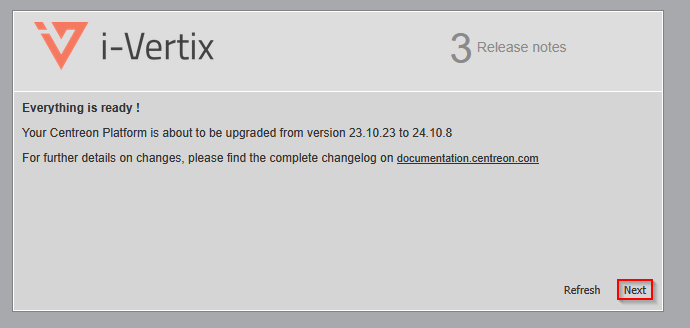 i-Vertix
3 Release notes
Everything is ready !
Your Centreon Platform is about to be upgraded from version 23.10.23 to 24.10.8
For further details on changes, please find the complete changelog on documentation.centreon.com
Refresh Next